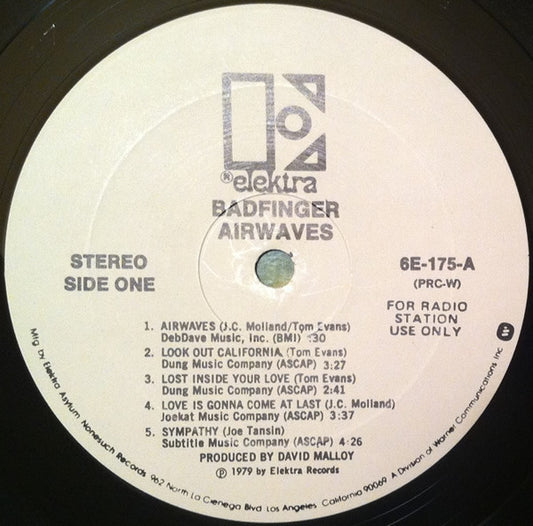 ® elektra
BADFINGER
AIRWAVES
STEREO
SIDE ONE
6E-175-A
(PRC-W)
FOR RADIO
STATION
USE ONLY
1. AIRWAVES (J.C. Molland/Tom Evans)
DebDave Music, Inc. (BMI) :30
2. LOOK OUT CALIFORNIA (Tom Evans)
Dung Music Company (ASCAP) 3:27
3. LOST INSIDE YOUR LOVE (Tom Evans)
Dung Music Company (ASCAP) 2:41
4. LOVE IS GONNA COME AT LAST (J.C. Molland)
Joekat Music Company (ASCAP) 3:37
5. SYMPATHY (Joe Tansin)
Subtitle Music Company (ASCAP) 4:26
PRODUCED BY DAVID MALLOY
℗ 1979 by Elektra Records
Mfg by Elektra Asylum Nonesuch Records 962 North La Cienega Blvd Los Angeles California 90069 A Division of Warner Communications Inc